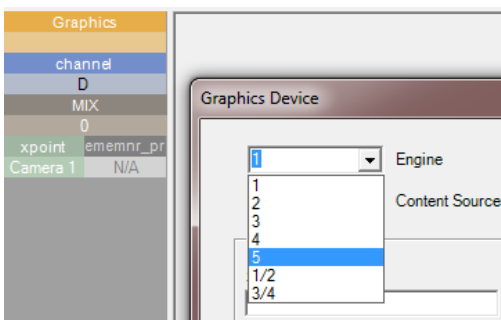 Graphics
channel
D
MIX
0
xpoint ememnr_pr
Camera 1 N/A
Graphics Device
1 Engine
Content Source
1
2
3
4
5
1/2
3/4